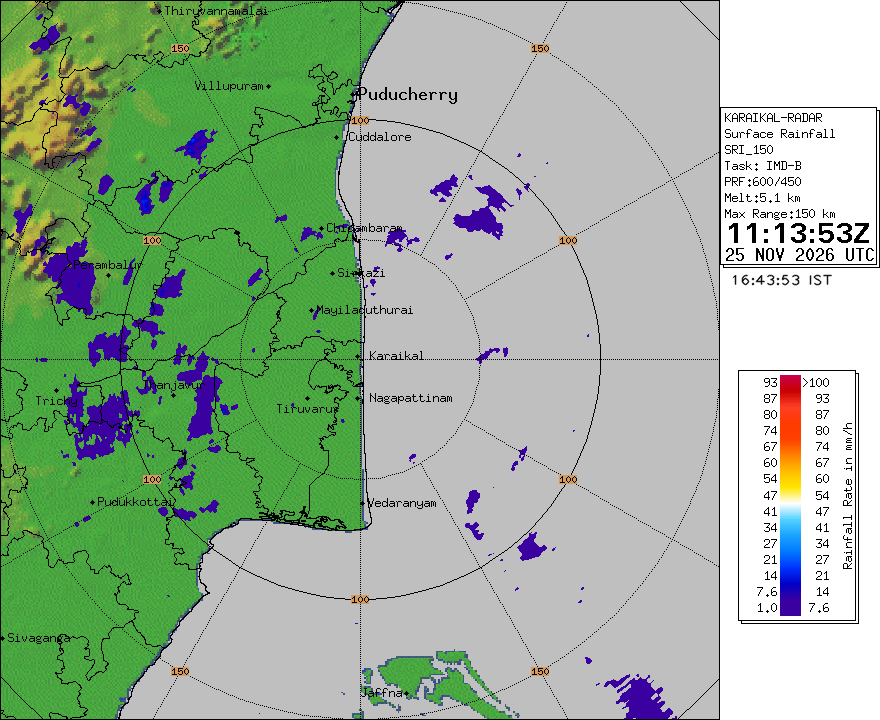 Thiruvannamalai
150
150
Villupuram
Puducherry
100
Cuddalore
KARAIKAL-RADAR
Surface Rainfall
SRI_150
Task: IMD-B
PRF:600/450
Melt:5.1 km
Max Range:150 km
11:13:53Z
25 NOV 2026 UTC
16:43:53 IST
Chidambaram
100
100
Perambalur
Sirkazi
Mayiladuthurai
Karaikal
Thanjavur
Trichy
Tiruvarur
Nagapattinam
100
100
Pudukkottai
Vedaranyam
100
Sivaganga
150
150
Jaffna
93 >100
87 93
80 87
74 80
67 74
60 67
54 60
47 54
41 47
34 41
27 34
21 27
14 21
7.6 14
1.0 7.6
Rainfall Rate in mm/h